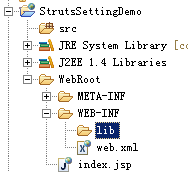 StrutsSettingDemo
src
JRE System Library [co
J2EE 1.4 Libraries
WebRoot
META-INF
WEB-INF
lib
web.xml
index.jsp